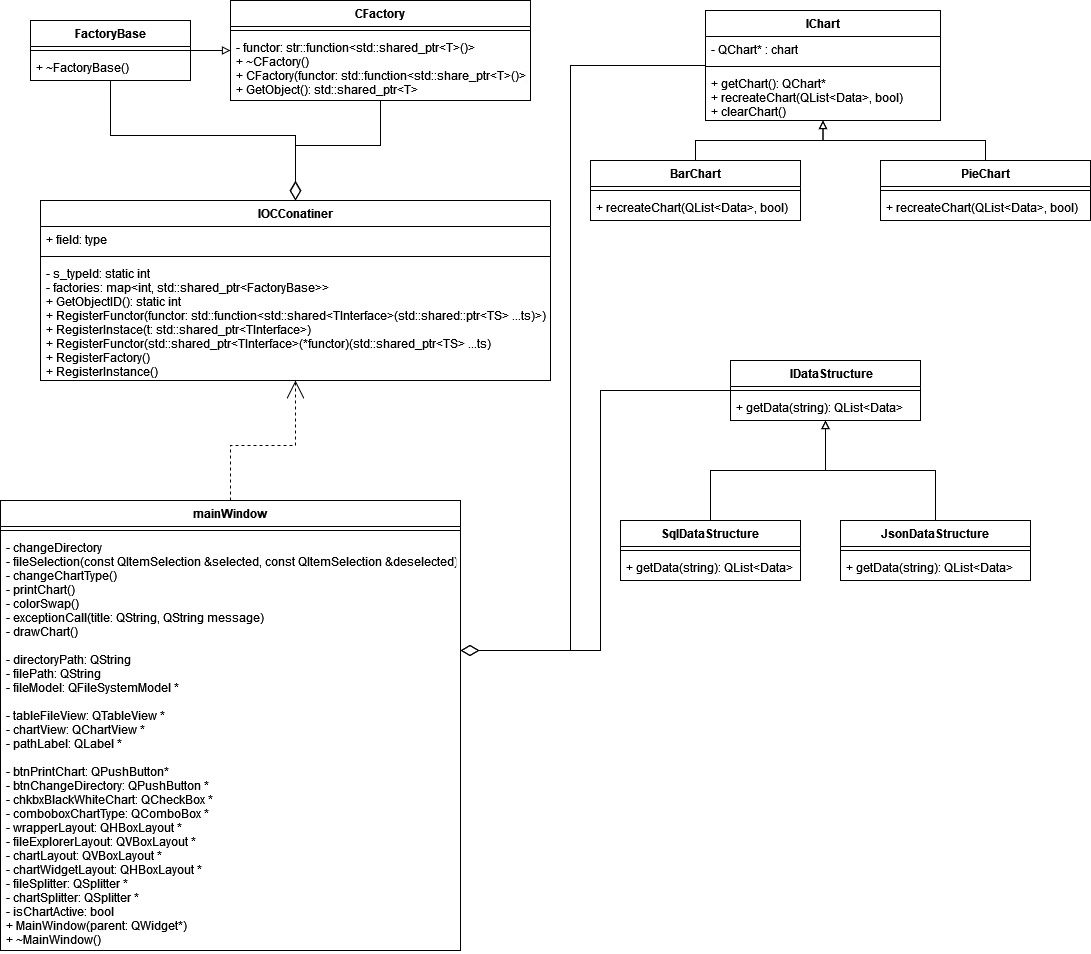 FactoryBase
+ ~FactoryBase()
CFactory
- functor: str::function<std::shared_ptr<T>()>
+ ~CFactory()
+ CFactory(functor: std::function<std::share_ptr<T>()>
+ GetObject(): std::shared_ptr<T>
IChart
- QChart* : chart
+ getChart(): QChart*
+ recreateChart(QList<Data>, bool)
+ clearChart()
BarChart
+ recreateChart(QList<Data>, bool)
PieChart
+ recreateChart(QList<Data>, bool)
IOCConatiner
+ field: type
- s_typeId: static int
- factories: map<int, std::shared_ptr<FactoryBase>>
+ GetObjectID(): static int
+ RegisterFunctor(functor: std::function<std::shared<TInterface>(std::shared::ptr<TS> ...ts)>)
+ RegisterInstace(t: std::shared_ptr<TInterface>)
+ RegisterFunctor(std::shared_ptr<TInterface>(*functor)(std::shared_ptr<TS> ...ts)
+ RegisterFactory()
+ RegisterInstance()
IDataStructure
+ getData(string): QList<Data>
SqlDataStructure
+ getData(string): QList<Data>
JsonDataStructure
+ getData(string): QList<Data>
mainWindow
- changeDirectory
- fileSelection(const QItemSelection &selected, const QItemSelection &deselected)
- changeChartType()
- printChart()
- colorSwap()
- exceptionCall(title: QString, QString message)
- drawChart()
- directoryPath: QString
- filePath: QString
- fileModel: QFileSystemModel *
- tableFileView: QTableView *
- chartView: QChartView *
- pathLabel: QLabel *
- btnPrintChart: QPushButton*
- btnChangeDirectory: QPushButton *
- chkbxBlackWhiteChart: QCheckBox *
- comboboxChartType: QComboBox *
- wrapperLayout: QHBoxLayout *
- fileExplorerLayout: QVBoxLayout *
- chartLayout: QVBoxLayout *
- chartWidgetLayout: QHBoxLayout *
- fileSplitter: QSplitter *
- chartSplitter: QSplitter *
- isChartActive: bool
+ MainWindow(parent: QWidget*)
+ ~MainWindow()